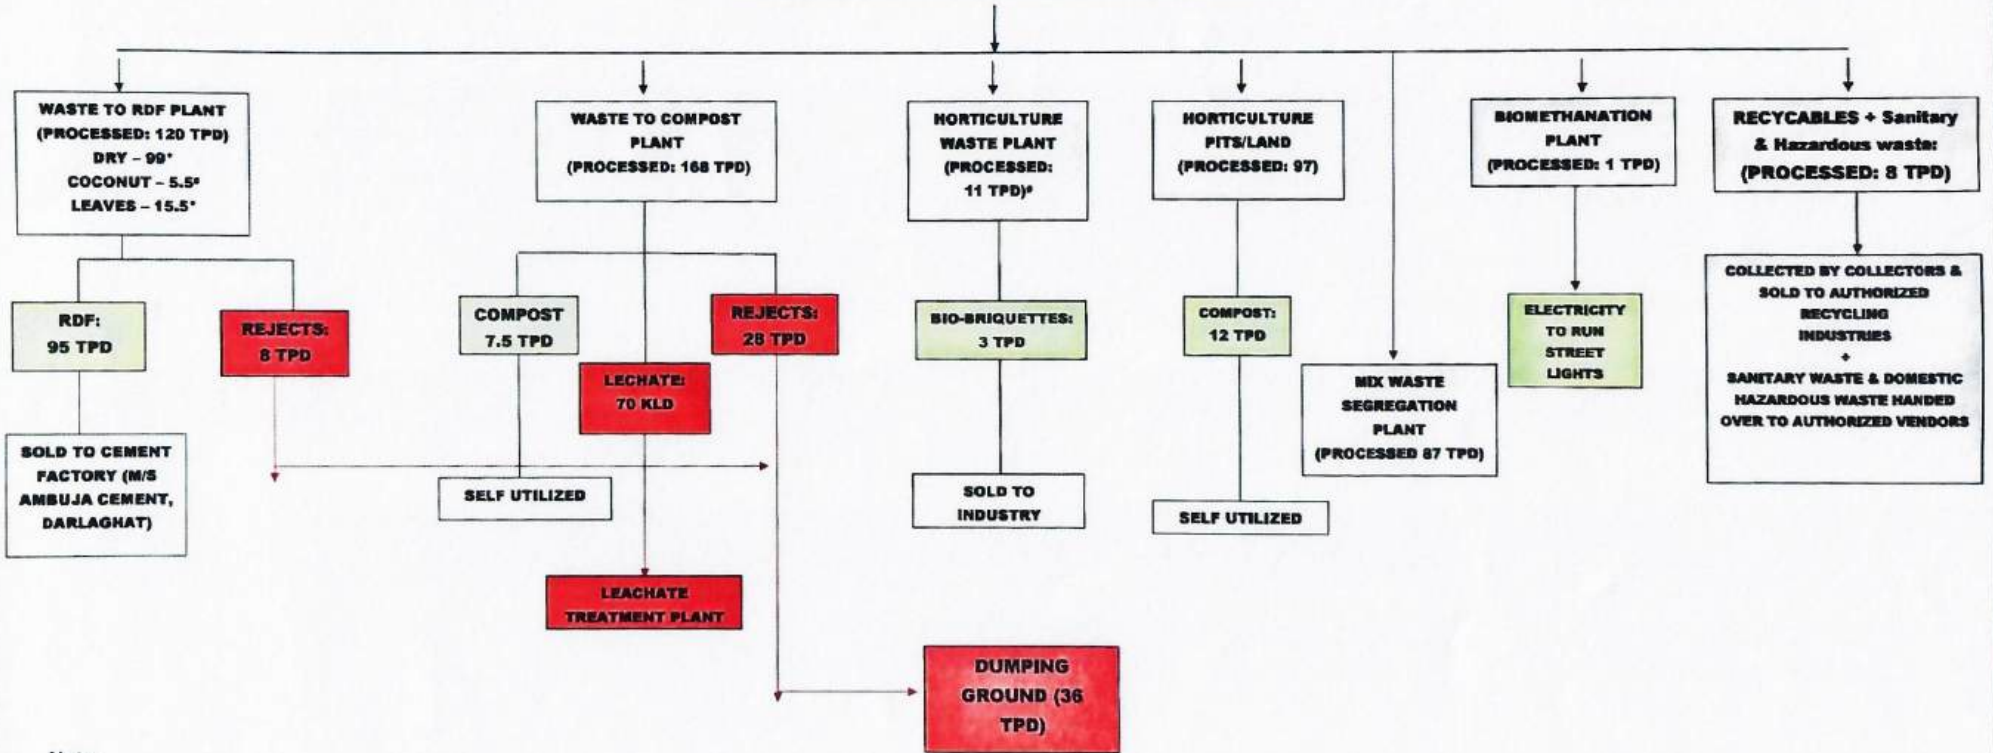 WASTE TO RDF PLANT
(PROCESSED: 120 TPD)
DRY – 99*
COCONUT – 5.5#
LEAVES – 15.5*
WASTE TO COMPOST
PLANT
(PROCESSED: 168 TPD)
HORTICULTURE
WASTE PLANT
(PROCESSED:
11 TPD)#
HORTICULTURE
PITS/LAND
(PROCESSED: 97)
BIOMETHANATION
PLANT
(PROCESSED: 1 TPD)
RECYCABLES + Sanitary
& Hazardous waste:
(PROCESSED: 8 TPD)
RDF:
95 TPD
REJECTS:
8 TPD
COMPOST
7.5 TPD
LECHATE:
70 KLD
REJECTS:
28 TPD
BIO-BRIQUETTES:
3 TPD
COMPOST:
12 TPD
MIX WASTE
SEGREGATION
PLANT
(PROCESSED 87 TPD)
ELECTRICITY
TO RUN
STREET
LIGHTS
COLLECTED BY COLLECTORS &
SOLD TO AUTHORIZED
RECYCLING
INDUSTRIES
+
SANITARY WASTE & DOMESTIC
HAZARDOUS WASTE HANDED
OVER TO AUTHORIZED VENDORS
SOLD TO CEMENT
FACTORY (M/S
AMBUJA CEMENT,
DARLAGHAT)
SELF UTILIZED
SOLD TO
INDUSTRY
SELF UTILIZED
LEACHATE
TREATMENT PLANT
DUMPING
GROUND (36
TPD)